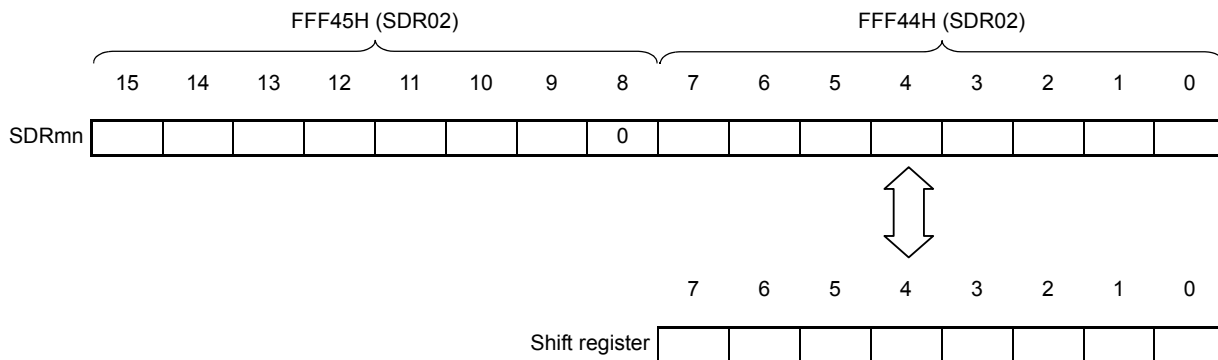 FFF45H (SDR02) FFF44H (SDR02)
15 14 13 12 11 10 9 8 7 6 5 4 3 2 1 0
SDRmn 0
7 6 5 4 3 2 1 0
Shift register